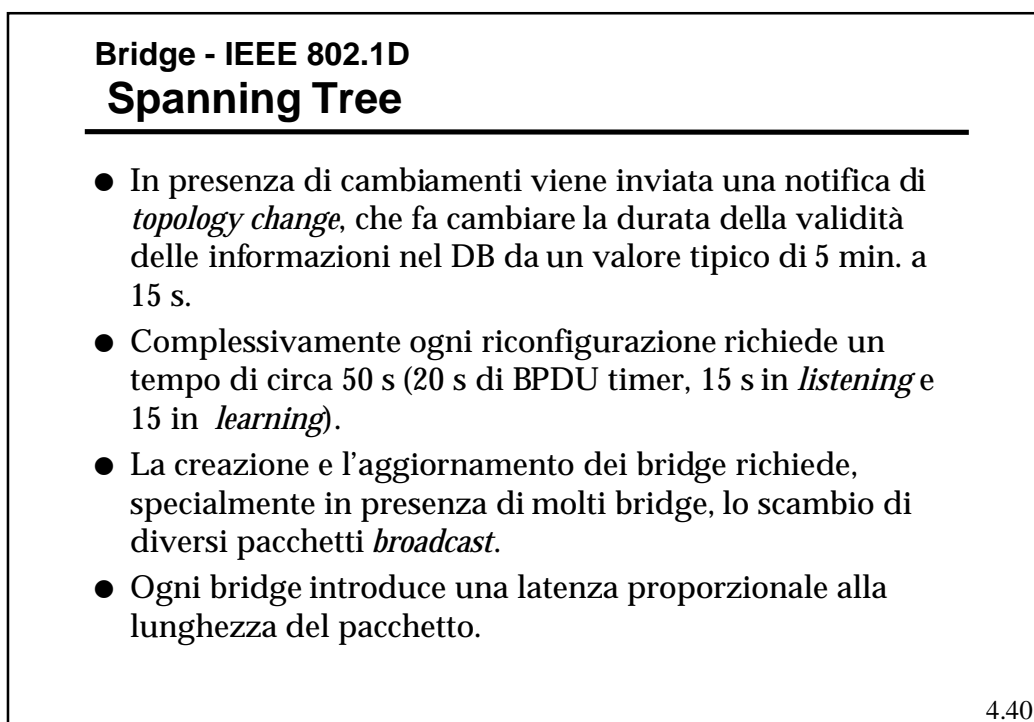 Bridge - IEEE 802.1D
Spanning Tree
● In presenza di cambiamenti viene inviata una notifica di
topology change, che fa cambiare la durata della validità
delle informazioni nel DB da un valore tipico di 5 min. a
15 s.
● Complessivamente ogni riconfigurazione richiede un
tempo di circa 50 s (20 s di BPDU timer, 15 s in listening e
15 in learning).
● La creazione e l'aggiornamento dei bridge richiede,
specialmente in presenza di molti bridge, lo scambio di
diversi pacchetti broadcast.
● Ogni bridge introduce una latenza proporzionale alla
lunghezza del pacchetto.
4.40